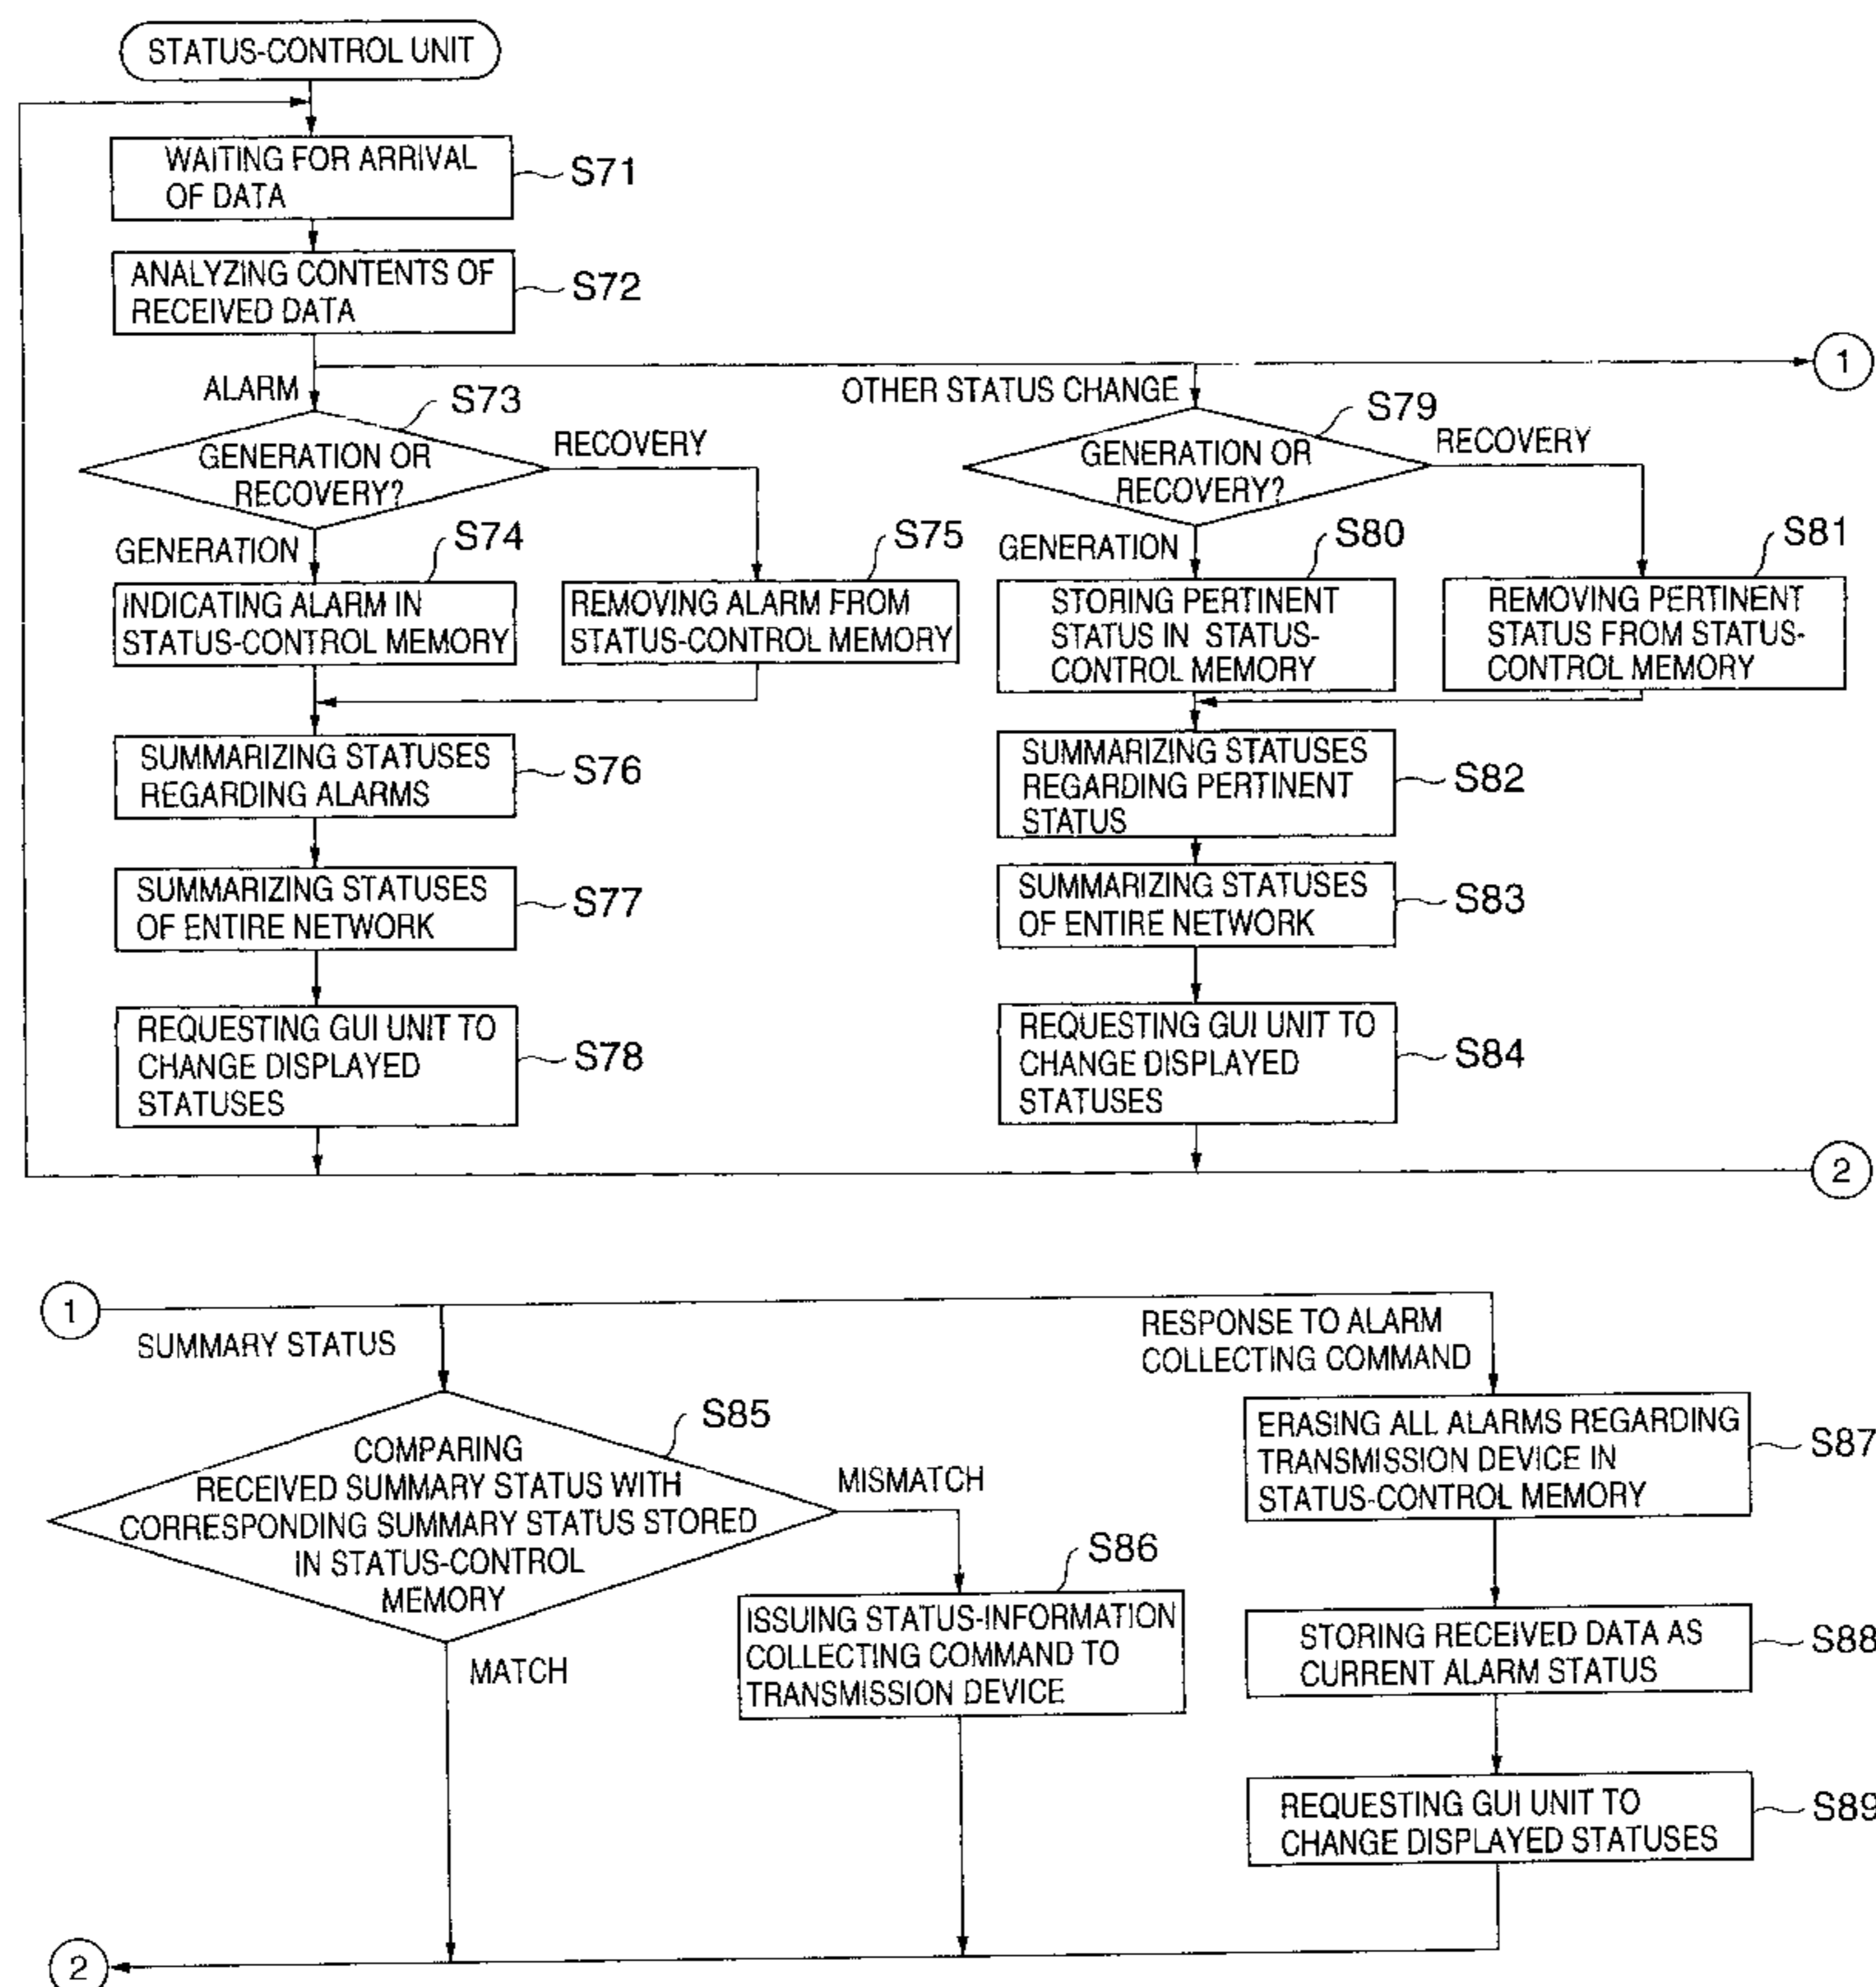 STATUS-CONTROL UNIT
WAITING FOR ARRIVAL
OF DATA
S71
ANALYZING CONTENTS OF
RECEIVED DATA
S72
1
ALARM
S73
GENERATION OR
RECOVERY?
RECOVERY
GENERATION
S74
INDICATING ALARM IN
STATUS-CONTROL MEMORY
S75
REMOVING ALARM FROM
STATUS-CONTROL MEMORY
SUMMARIZING STATUSES
REGARDING ALARMS
S76
SUMMARIZING STATUSES
OF ENTIRE NETWORK
S77
REQUESTING GUI UNIT TO
CHANGE DISPLAYED
STATUSES
S78
OTHER STATUS CHANGE
S79
GENERATION OR
RECOVERY?
RECOVERY
GENERATION
S80
STORING PERTINENT
STATUS IN STATUS-
CONTROL MEMORY
S81
REMOVING PERTINENT
STATUS FROM STATUS-
CONTROL MEMORY
SUMMARIZING STATUSES
REGARDING PERTINENT
STATUS
S82
SUMMARIZING STATUSES
OF ENTIRE NETWORK
S83
REQUESTING GUI UNIT TO
CHANGE DISPLAYED
STATUSES
S84
2
1
SUMMARY STATUS
S85
COMPARING
RECEIVED SUMMARY STATUS WITH
CORRESPONDING SUMMARY STATUS STORED
IN STATUS-CONTROL
MEMORY
MISMATCH
MATCH
S86
ISSUING STATUS-INFORMATION
COLLECTING COMMAND TO
TRANSMISSION DEVICE
RESPONSE TO ALARM
COLLECTING COMMAND
ERASING ALL ALARMS REGARDING
TRANSMISSION DEVICE IN
STATUS-CONTROL MEMORY
S87
STORING RECEIVED DATA AS
CURRENT ALARM STATUS
S88
REQUESTING GUI UNIT TO
CHANGE DISPLAYED STATUSES
S89
2